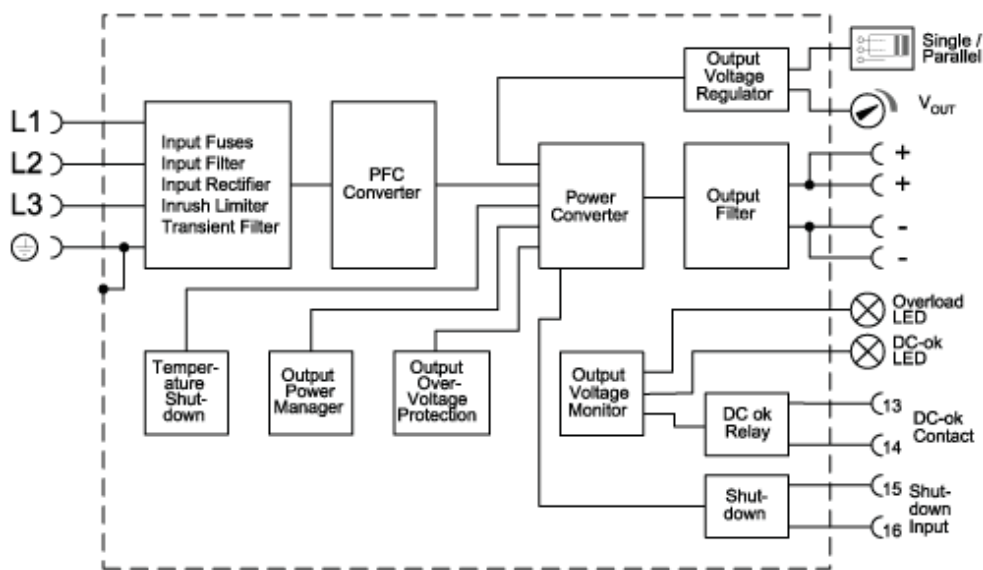 Single /
Parallel
Output
Voltage
Regulator
VOUT
L1
L2
L3
Input Fuses
Input Filter
Input Rectifier
Inrush Limiter
Transient Filter
PFC
Converter
Power
Converter
Output
Filter
+
+
-
-
Temper-
ature
Shut-
down
Output
Power
Manager
Output
Over-
Voltage
Protection
Output
Voltage
Monitor
Overload
LED
DC-ok
LED
DC ok
Relay
13
14
DC-ok
Contact
Shut-
down
15
16
Shut-
down
Input